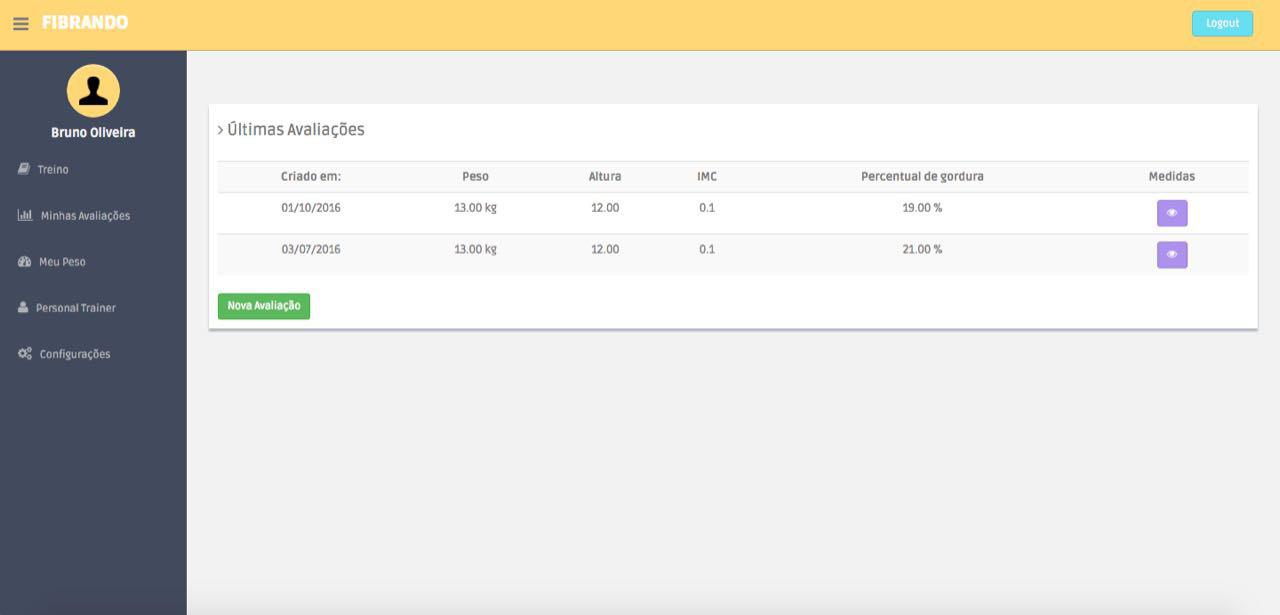 FIBRANDO
Logout
Bruno Oliveira
Treino
Minhas Avaliações
Meu Peso
Personal Trainer
Configurações
> Últimas Avaliações
Criado em: Peso Altura IMC Percentual de gordura Medidas
01/10/2016 13.00 kg 12.00 0.1 19.00 %
03/07/2016 13.00 kg 12.00 0.1 21.00 %
Nova Avaliação